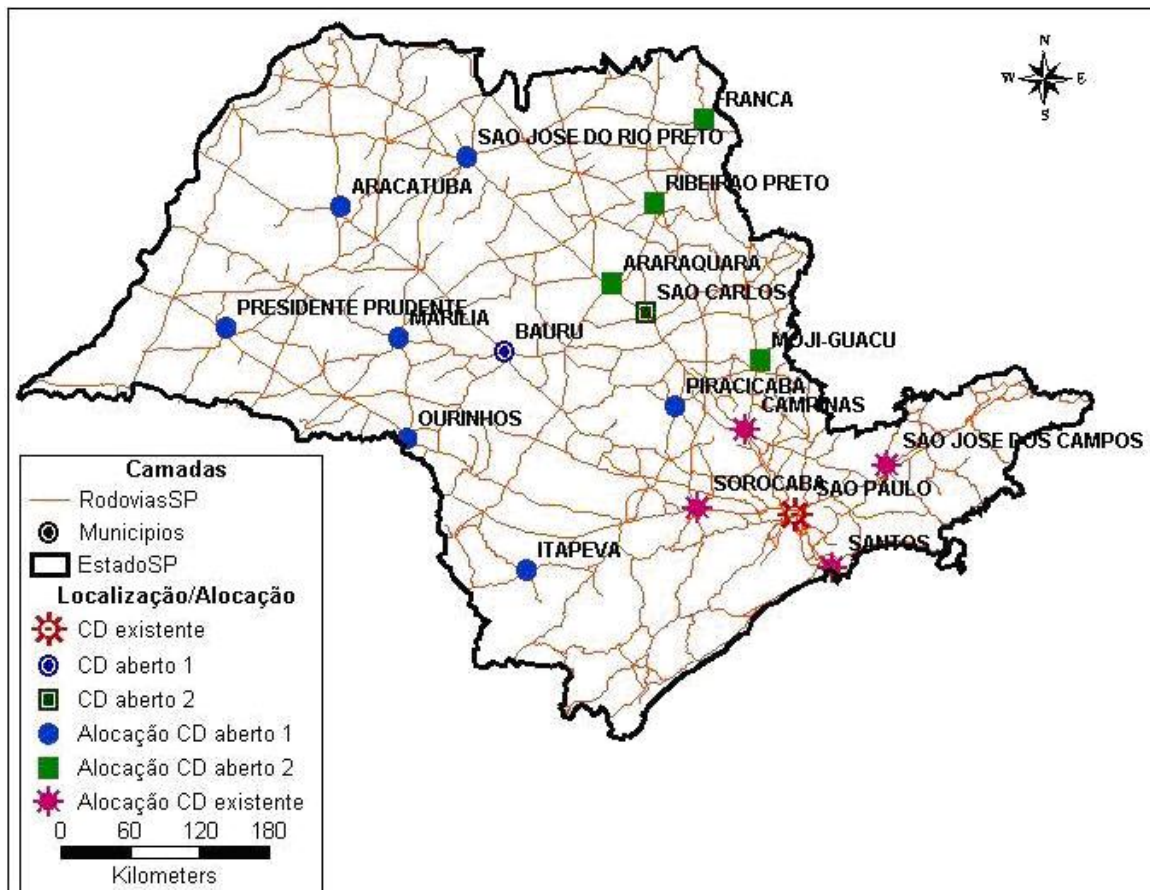 N
W E
S
FRANCA
SAO JOSE DO RIO PRETO
RIBEIRAO PRETO
ARACATUBA
ARARAQUARA
SAO CARLOS
PRESIDENTE PRUDENTE
MARILIA
BAURU
MOJI-GUACU
PIRACICABA
CAMPINAS
OURINHOS
SAO JOSE DOS CAMPOS
SOROCABA
SAO PAULO
SANTOS
ITAPEVA
Camadas
RodoviasSP
Municipios
EstadoSP
Localização/Alocação
CD existente
CD aberto 1
CD aberto 2
Alocação CD aberto 1
Alocação CD aberto 2
Alocação CD existente
0 60 120 180
Kilometers